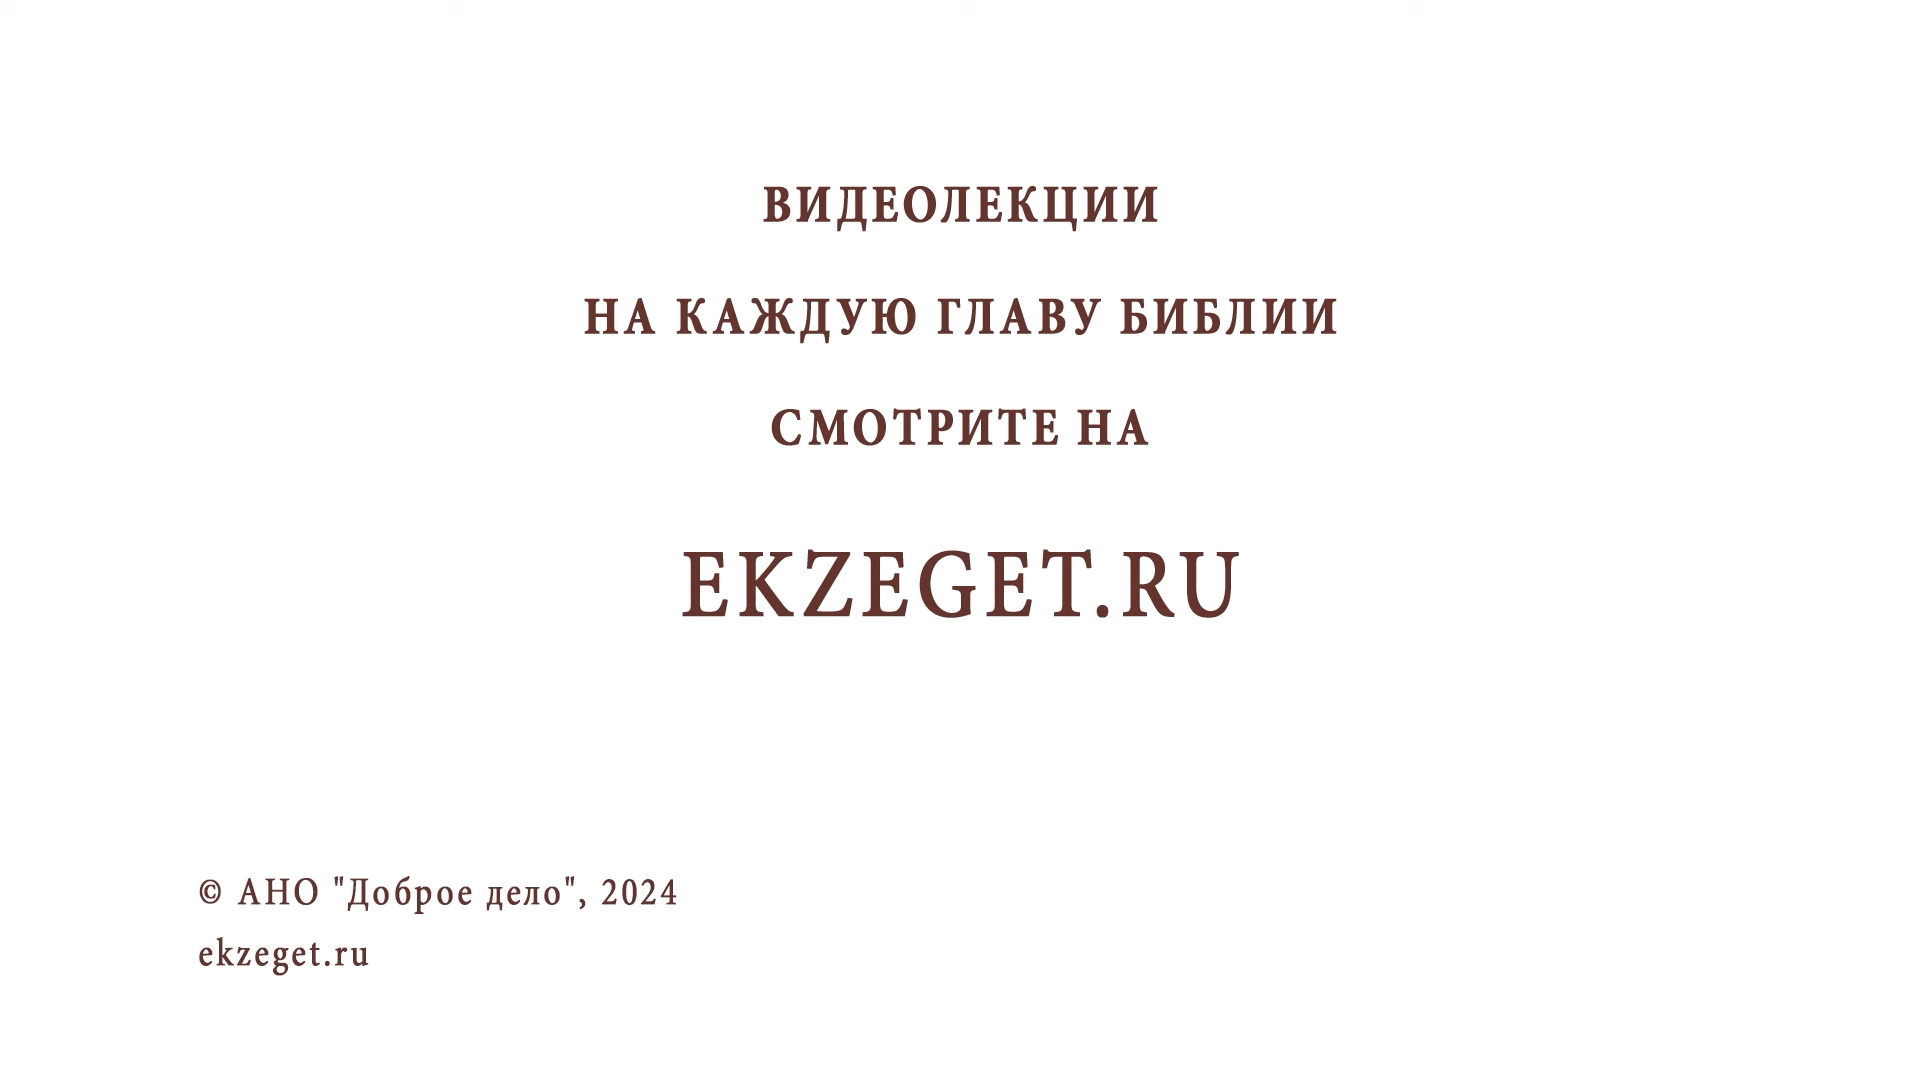 ВИДЕОЛЕКЦИИ
НА КАЖДУЮ ГЛАВУ БИБЛИИ
СМОТРИТЕ НА
EKZEGET.RU
© АНО "Доброе дело", 2024
ekzeget.ru